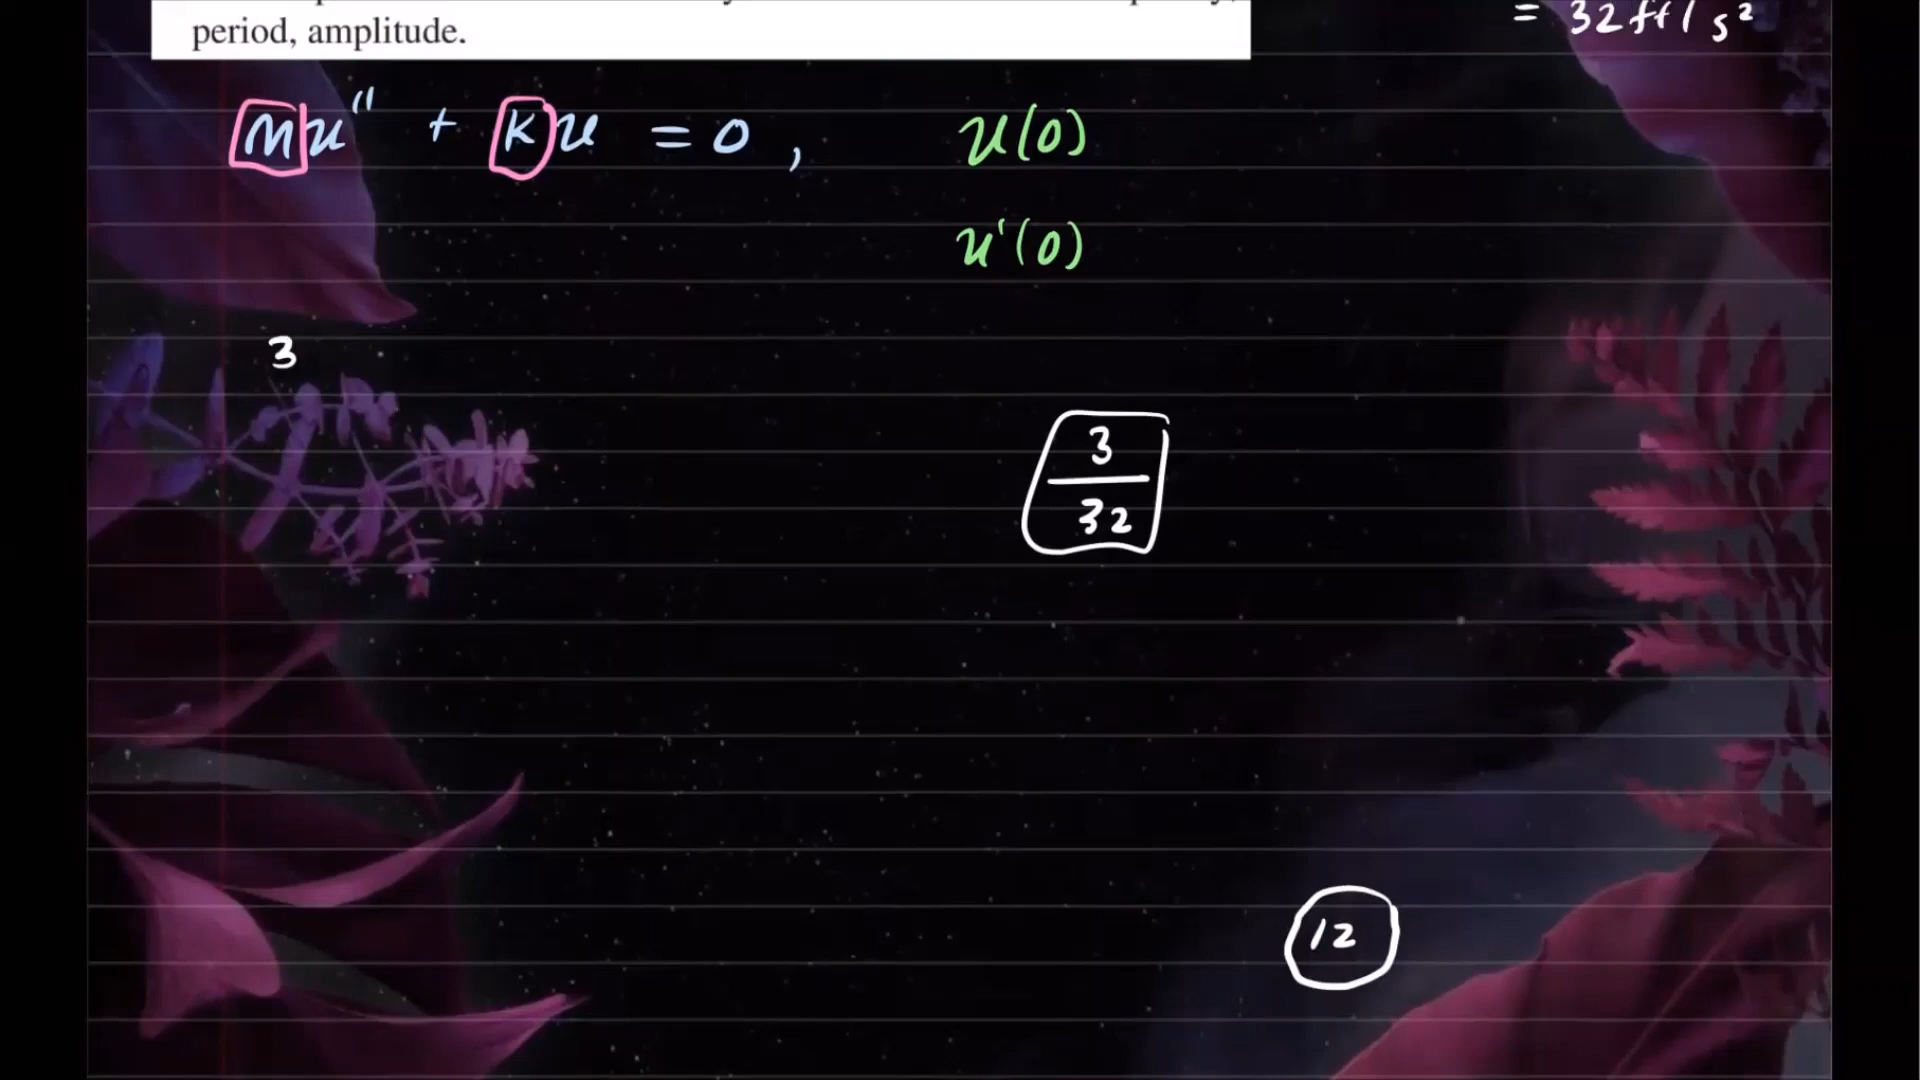 = 32 ft/s²
period, amplitude.
mu'' + ku = 0 , u(0)
u'(0)
3
3
32
12